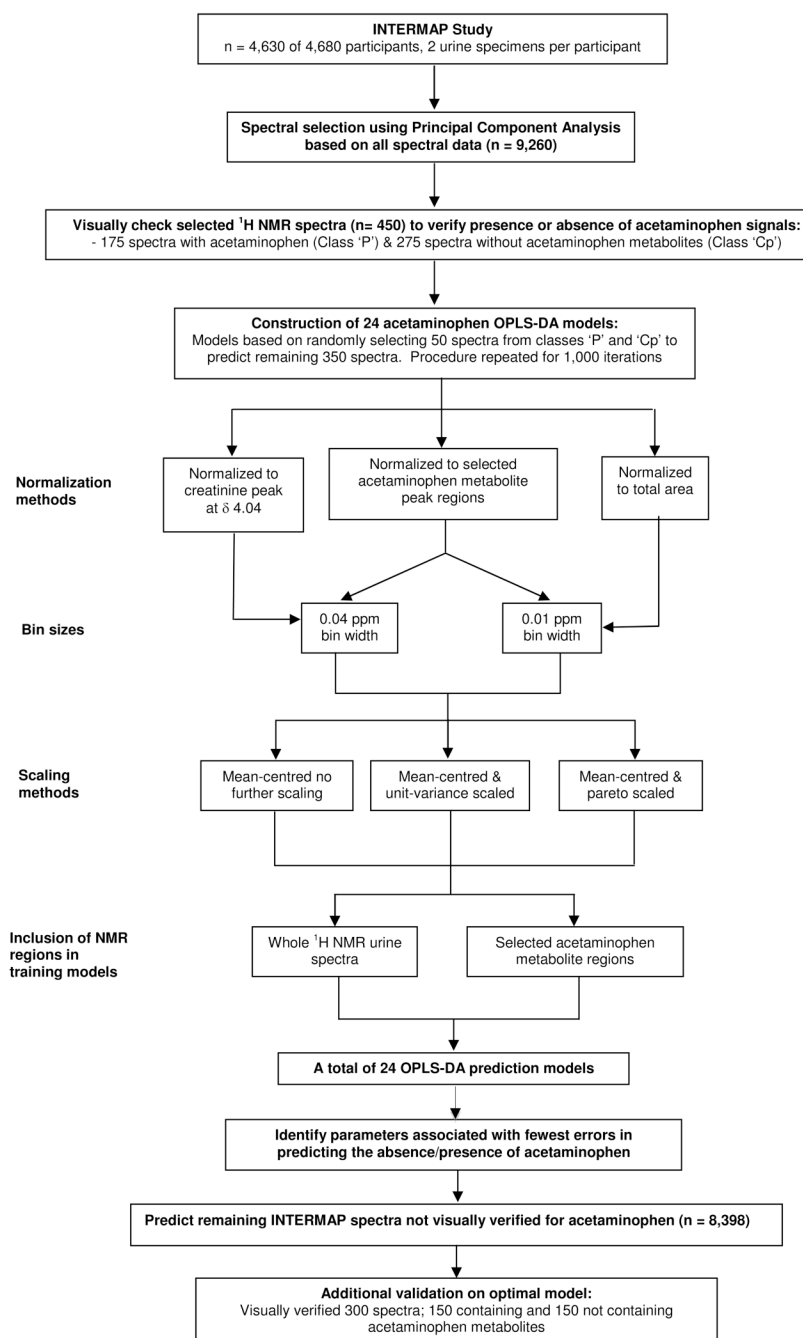 INTERMAP Study
n = 4,630 of 4,680 participants, 2 urine specimens per participant
Spectral selection using Principal Component Analysis
based on all spectral data (n = 9,260)
Visually check selected ¹H NMR spectra (n= 450) to verify presence or absence of acetaminophen signals:
- 175 spectra with acetaminophen (Class ‘P’) & 275 spectra without acetaminophen metabolites (Class ‘Cp’)
Construction of 24 acetaminophen OPLS-DA models:
Models based on randomly selecting 50 spectra from classes ‘P’ and ‘Cp’ to
predict remaining 350 spectra. Procedure repeated for 1,000 iterations
Normalization
methods
Normalized to
creatinine peak
at δ 4.04
Normalized to selected
acetaminophen metabolite
peak regions
Normalized
to total area
Bin sizes
0.04 ppm
bin width
0.01 ppm
bin width
Scaling
methods
Mean-centred no
further scaling
Mean-centred &
unit-variance scaled
Mean-centred &
pareto scaled
Inclusion of NMR
regions in
training models
Whole ¹H NMR urine
spectra
Selected acetaminophen
metabolite regions
A total of 24 OPLS-DA prediction models
Identify parameters associated with fewest errors in
predicting the absence/presence of acetaminophen
Predict remaining INTERMAP spectra not visually verified for acetaminophen (n = 8,398)
Additional validation on optimal model:
Visually verified 300 spectra; 150 containing and 150 not containing
acetaminophen metabolites